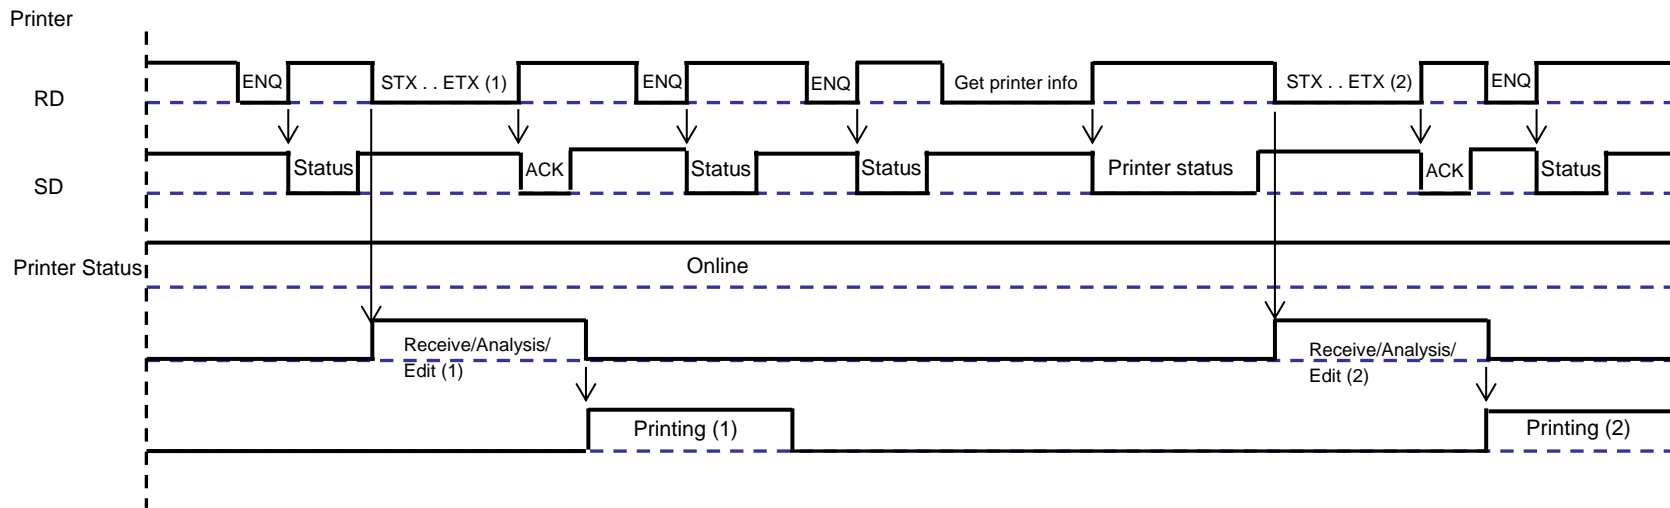 Printer
RD
ENQ
STX . . ETX (1)
ENQ
ENQ
Get printer info
STX . . ETX (2)
ENQ
SD
Status
ACK
Status
Status
Printer status
ACK
Status
Printer Status
Online
Receive/Analysis/
Edit (1)
Receive/Analysis/
Edit (2)
Printing (1)
Printing (2)